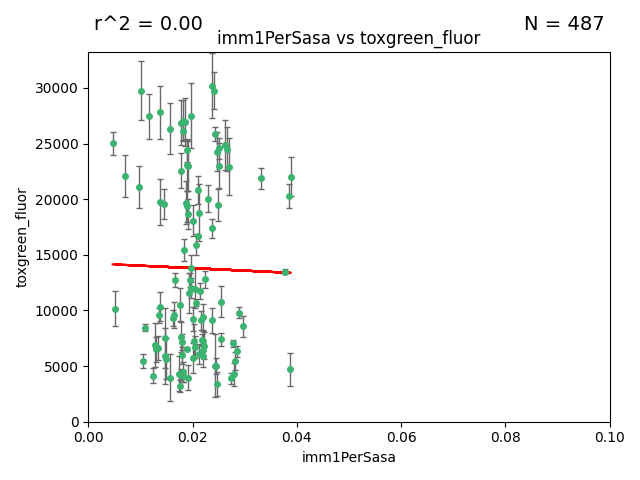 r^2 = 0.00
N = 487
imm1PerSasa vs toxgreen_fluor
toxgreen_fluor
30000
25000
20000
15000
10000
5000
0
0.00 0.02 0.04 0.06 0.08 0.10
imm1PerSasa